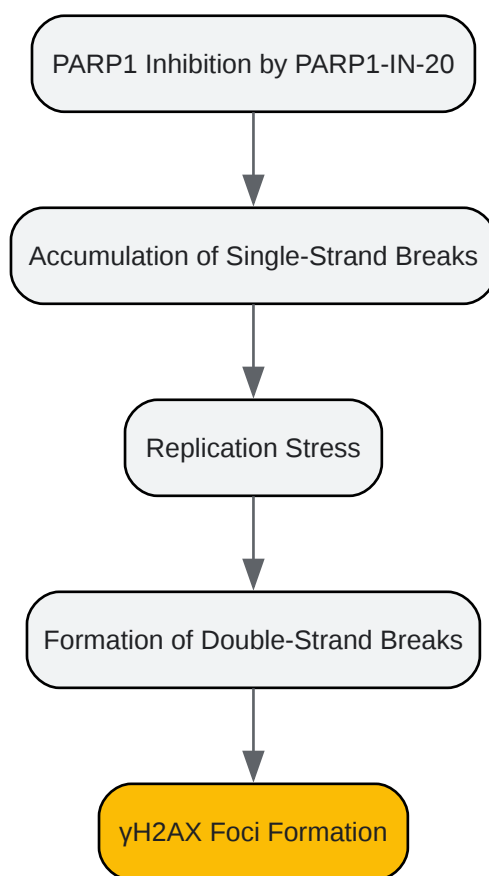 PARP1 Inhibition by PARP1-IN-20
Accumulation of Single-Strand Breaks
Replication Stress
Formation of Double-Strand Breaks
γH2AX Foci Formation